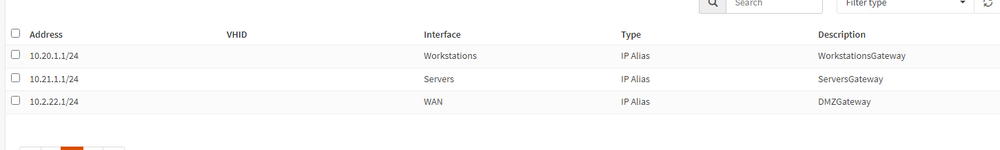 Search Filter type
Address VHID Interface Type Description
10.20.1.1/24 Workstations IP Alias WorkstationsGateway
10.21.1.1/24 Servers IP Alias ServersGateway
10.2.22.1/24 WAN IP Alias DMZGateway